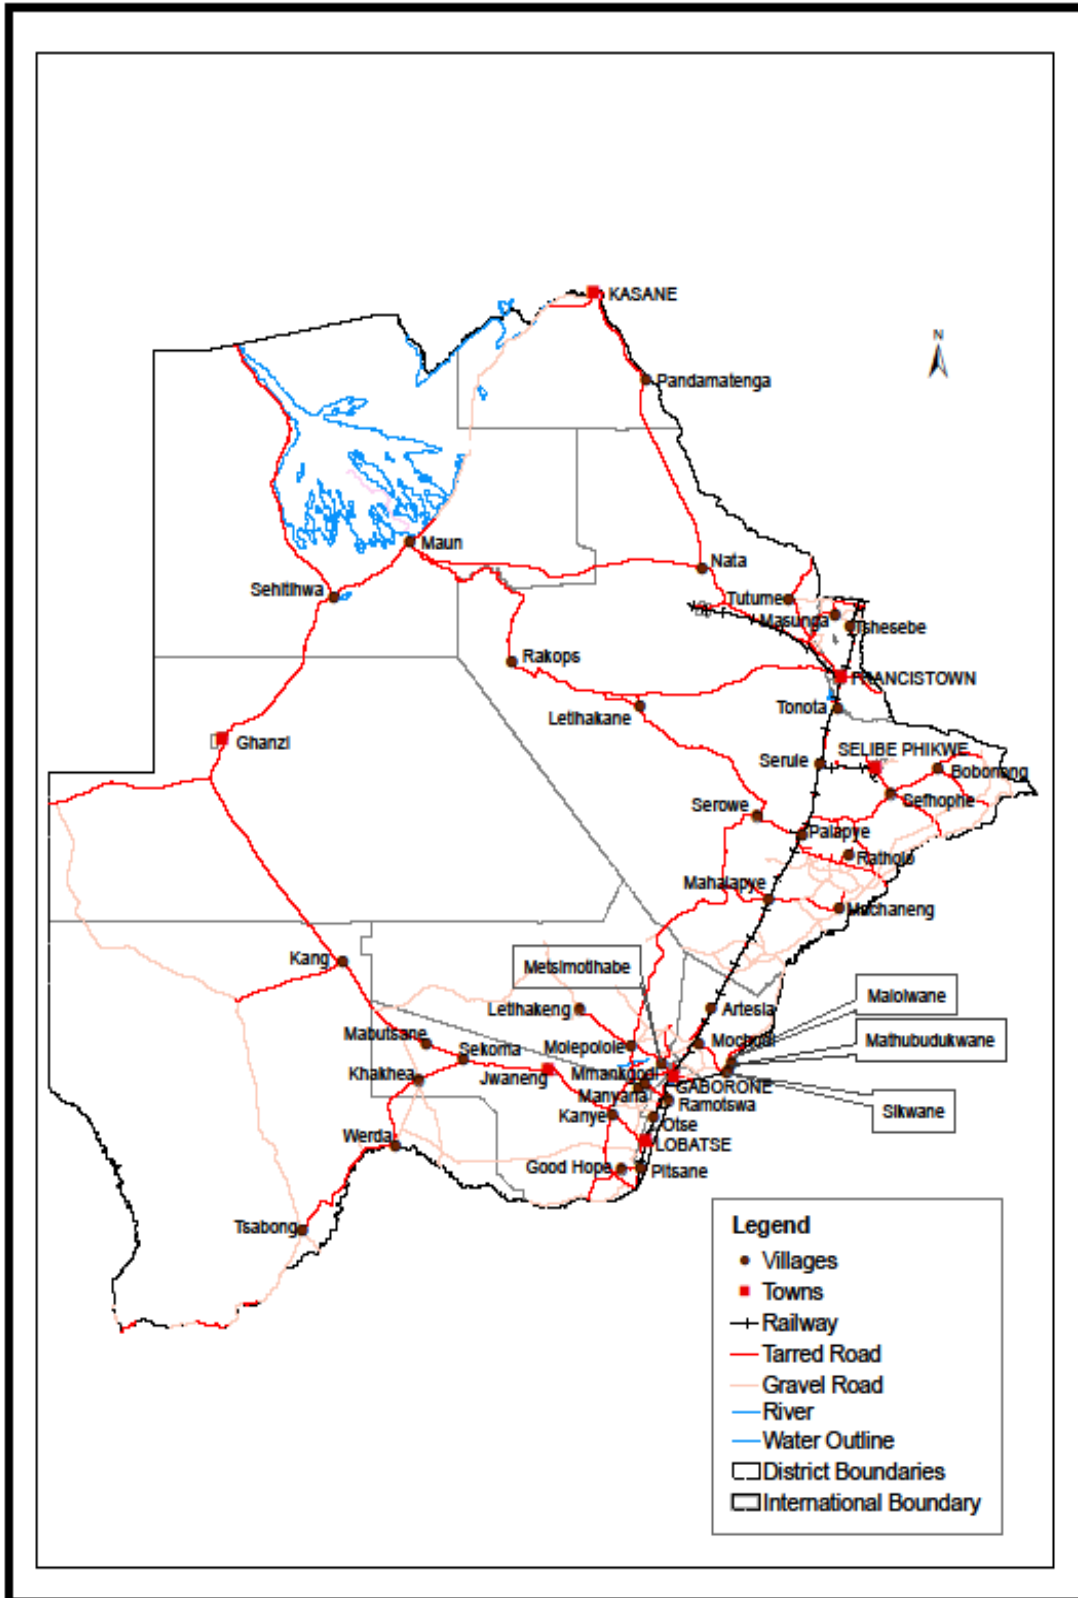 KASANE
N
Pandamatenga
Maun
Nata
Sehitihwa
Tutume
Masunga
Tshesebe
Rakops
FRANCISTOWN
Letlhakane
Tonota
Ghanzi
SELIBE PHIKWE
Serule
Bobonong
Sefhophe
Serowe
Palapye
Ratholo
Mahalapye
Machaneng
Kang
Metsimotlhabe
Malolwane
Letlhakeng
Artesia
Mabutsane
Molepolole
Mochudi
Mathubudukwane
Sekoma
Khakhea
Jwaneng
Mmankgodi
GABORONE
Manyana
Ramotswa
Sikwane
Kanye
Otse
Werda
LOBATSE
Good Hope
Pitsane
Tsabong
Legend
Villages
Towns
Railway
Tarred Road
Gravel Road
River
Water Outline
District Boundaries
International Boundary